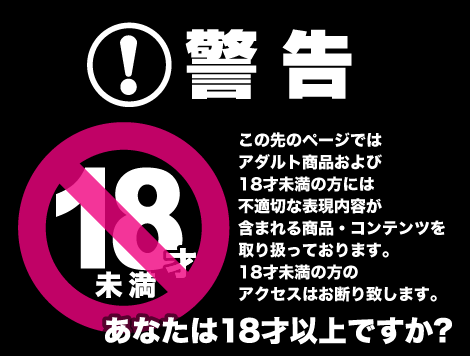 警告
18才
未満
この先のページでは
アダルト商品および
18才未満の方には
不適切な表現内容が
含まれる商品・コンテンツを
取り扱っております。
18才未満の方の
アクセスはお断り致します。
あなたは18才以上ですか?